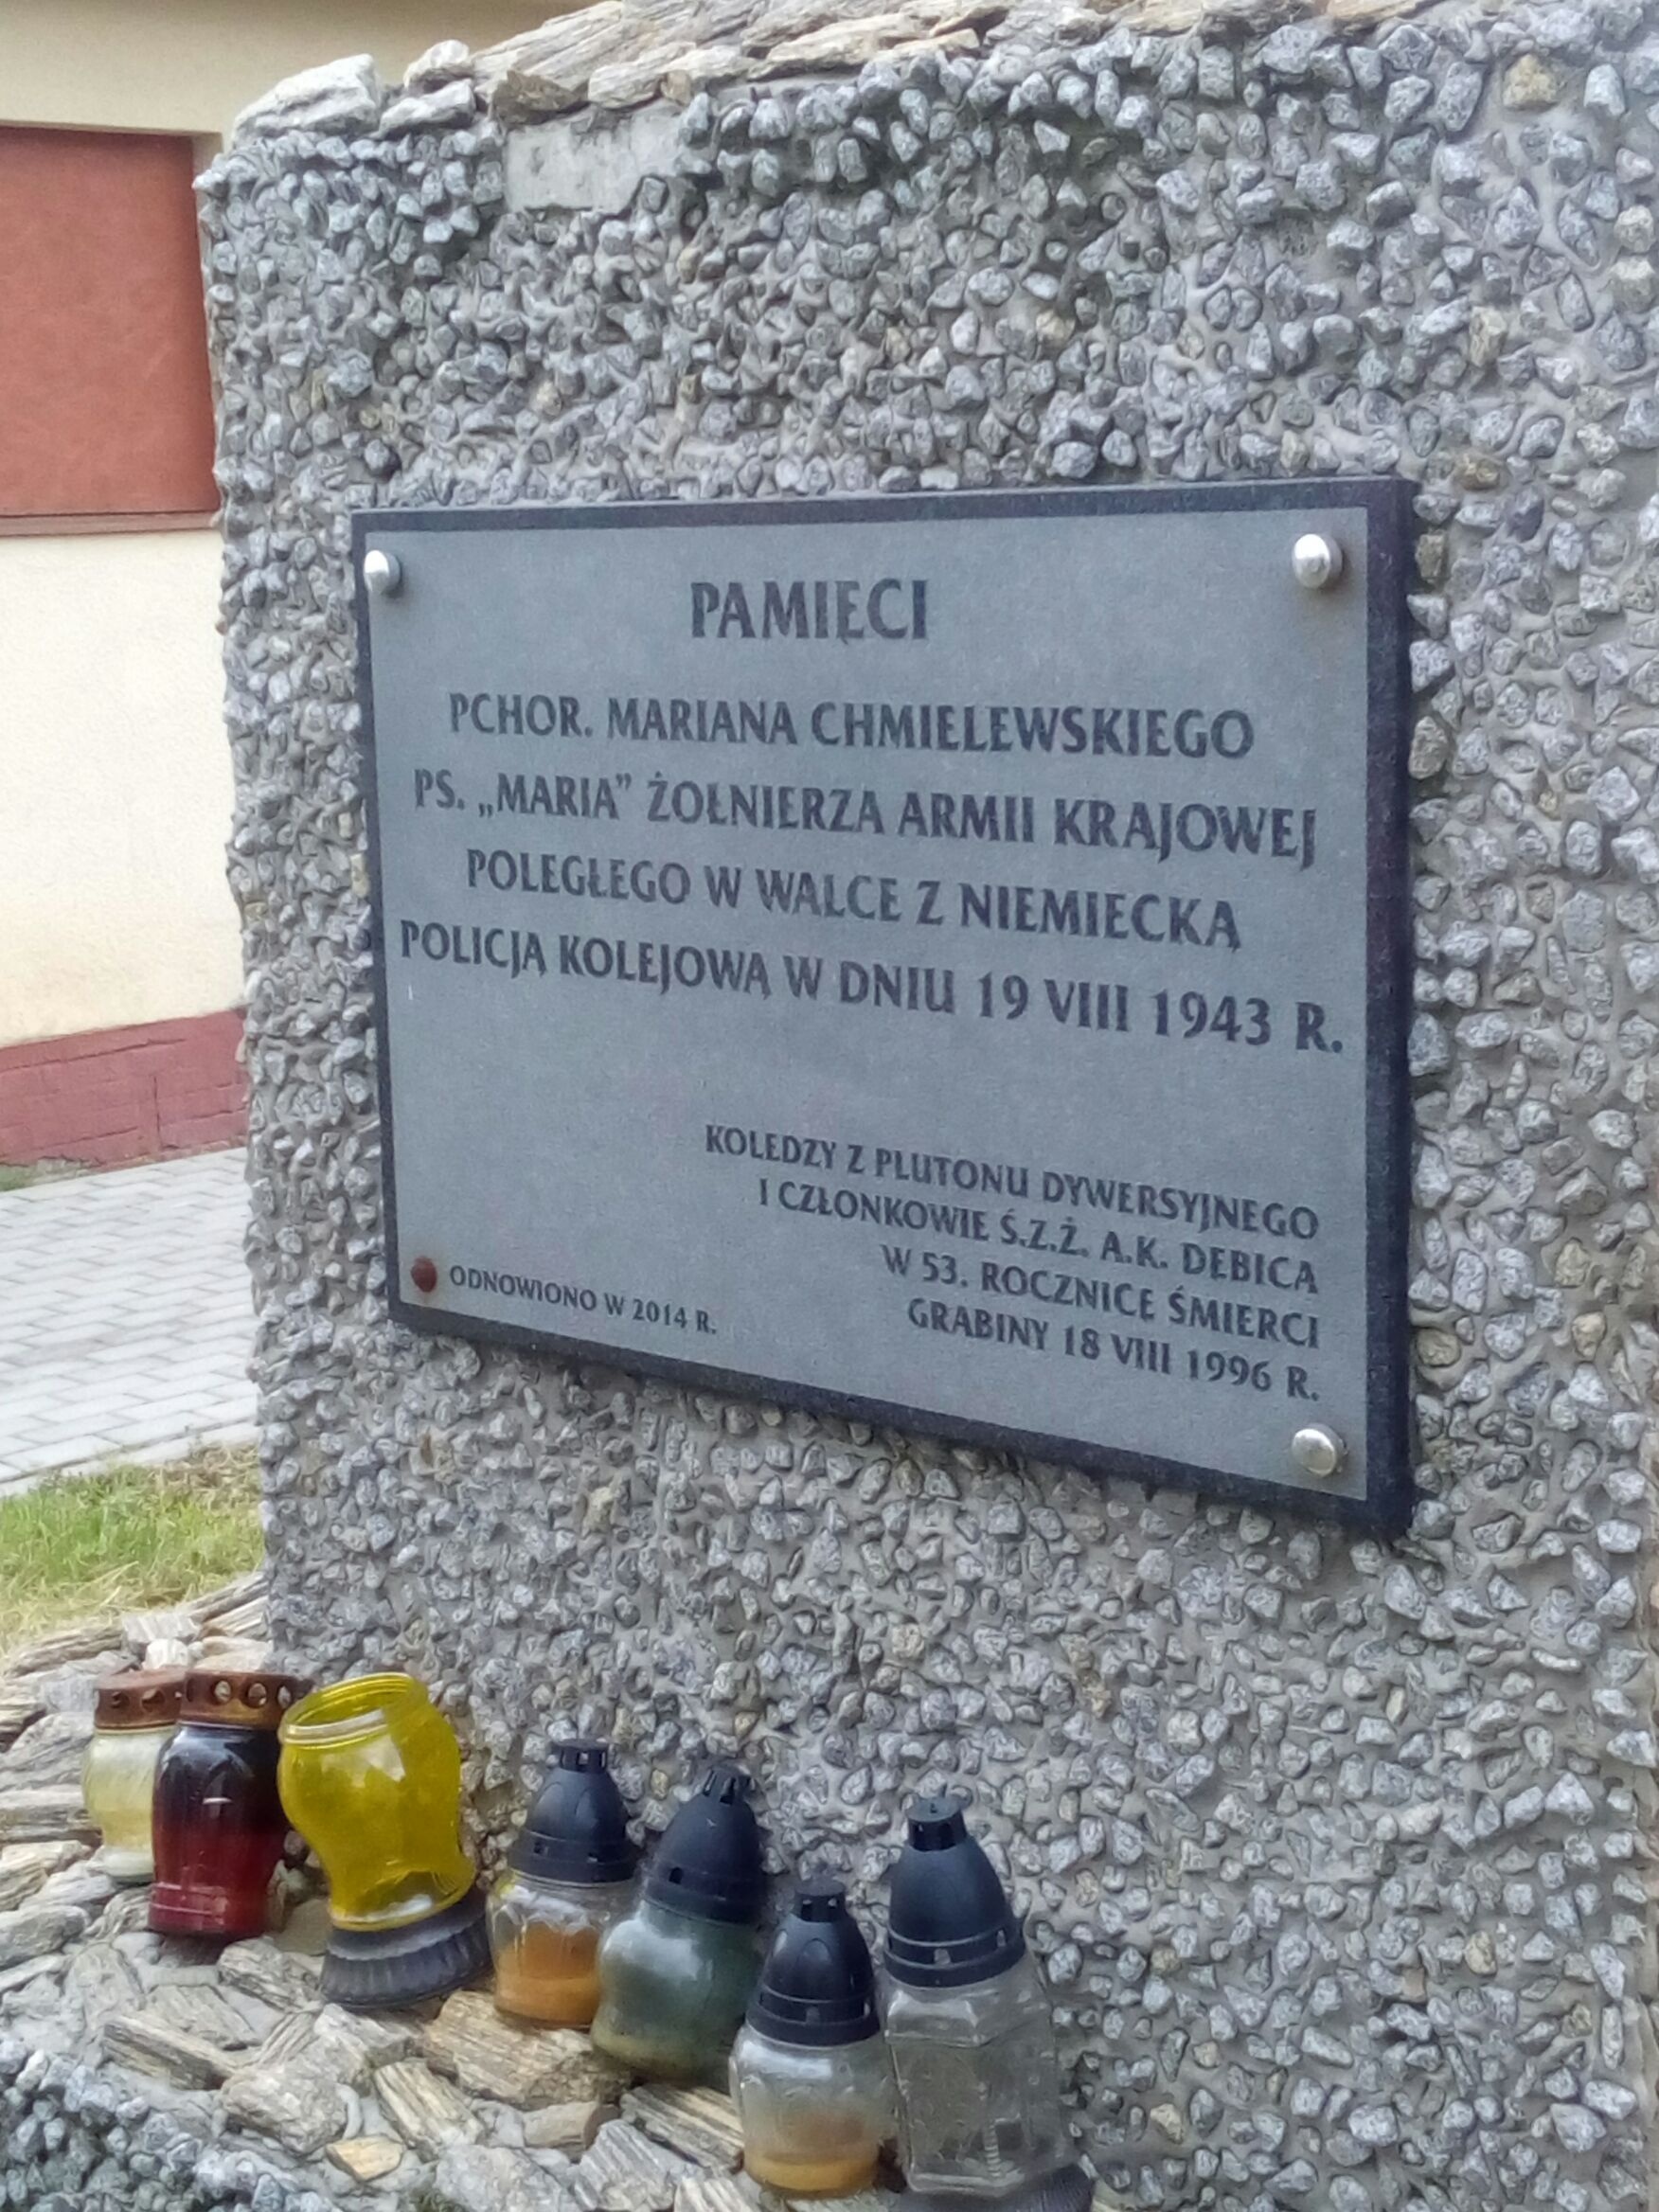 PAMIĘCI
PCHOR. MARIANA CHMIELEWSKIEGO
PS. „MARIA” ŻOŁNIERZA ARMII KRAJOWEJ
POLEGŁEGO W WALCE Z NIEMIECKĄ
POLICJĄ KOLEJOWĄ W DNIU 19 VIII 1943 R.
KOLEDZY Z PLUTONU DYWERSYJNEGO
I CZŁONKOWIE Ś.Z.Ż. A.K. DĘBICA
W 53. ROCZNICĘ ŚMIERCI
GRABINY 18 VIII 1996 R.
ODNOWIONO W 2014 R.